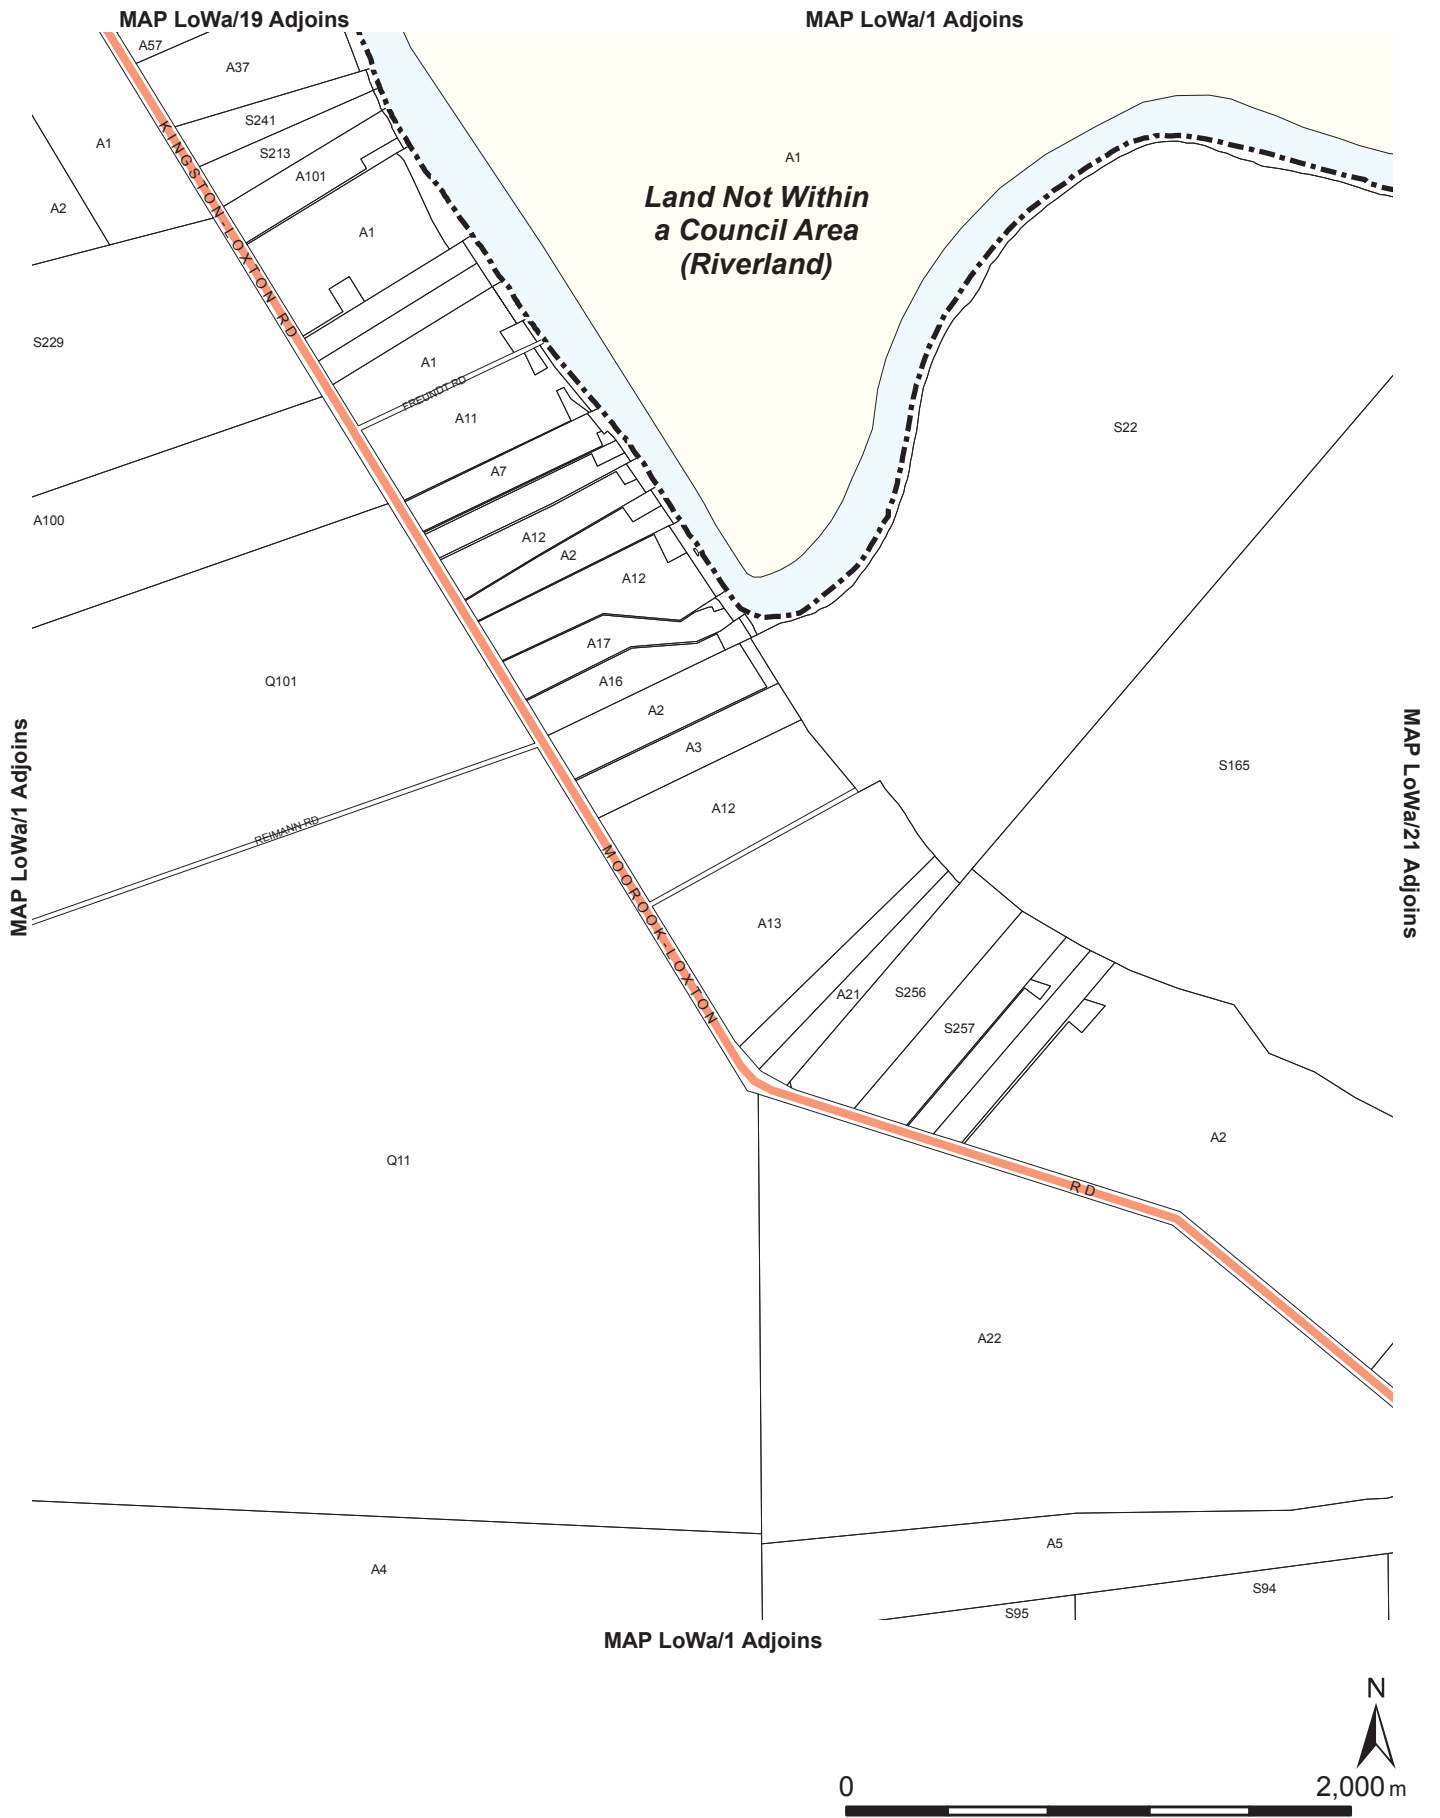 MAP LoWa/19 Adjoins
MAP LoWa/1 Adjoins
A57
A37
S241
A1
S213
A1
A101
Land Not Within
a Council Area
(Riverland)
A2
A1
KINGSTON-LOXTON RD
S229
A1
FREUNDT RD
A11
S22
A7
A100
A12
A2
A12
A17
Q101
A16
A2
A3
MAP LoWa/1 Adjoins
MAP LoWa/21 Adjoins
S165
A12
REIMANN RD
MOOROOK-LOXTON
A13
A21
S256
S257
A2
Q11
RD
A22
A5
A4
S94
S95
MAP LoWa/1 Adjoins
N
0
2,000 m